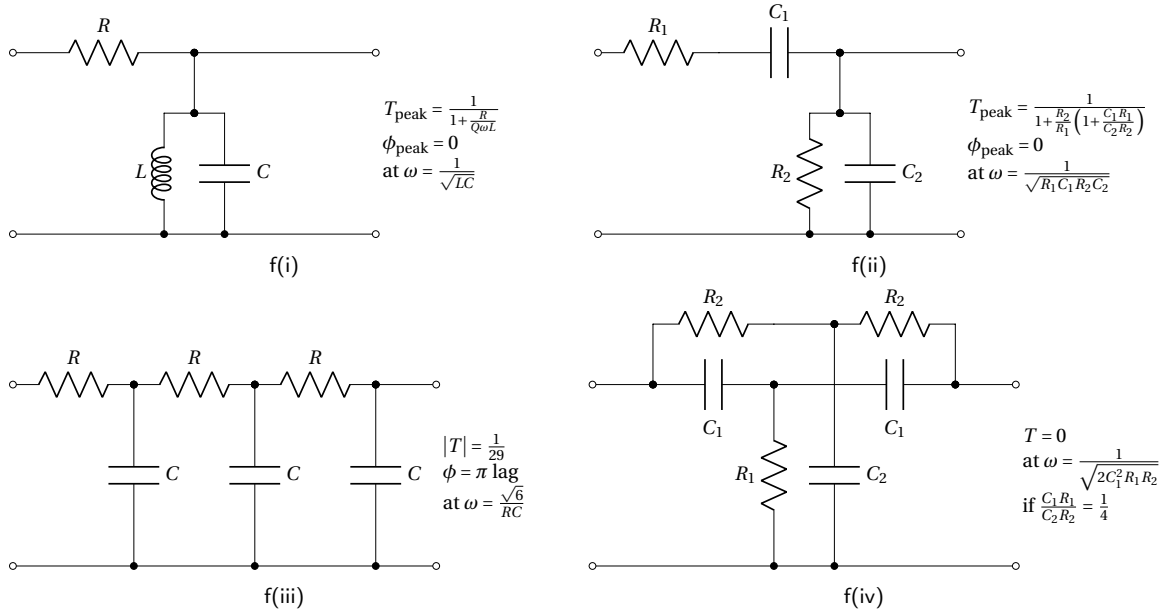 R
L
C
T_peak = 1/(1 + R/(QωL))
ϕ_peak = 0
at ω = 1/√(LC)
f(i)
R₁
C₁
R₂
C₂
T_peak = 1/(1 + R₂/R₁(1 + C₁R₁/(C₂R₂)))
ϕ_peak = 0
at ω = 1/√(R₁C₁R₂C₂)
f(ii)
R R R
C C C
|T| = 1/29
ϕ = π lag
at ω = √6/(RC)
f(iii)
R₂ R₂
C₁ C₁
R₁ C₂
T = 0
at ω = 1/√(2C₁²R₁R₂)
if C₁R₁/(C₂R₂) = 1/4
f(iv)